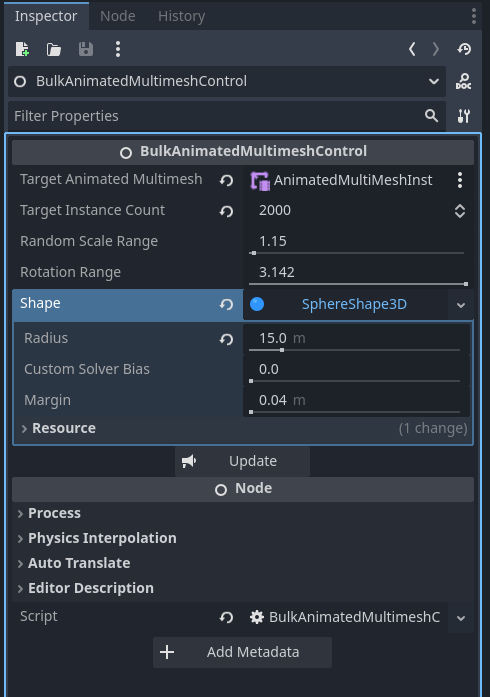 Inspector Node History
BulkAnimatedMultimeshControl DOC
Filter Properties
BulkAnimatedMultimeshControl
Target Animated Multimesh AnimatedMultiMeshInst
Target Instance Count 2000
Random Scale Range 1.15
Rotation Range 3.142
Shape SphereShape3D
Radius 15.0 m
Custom Solver Bias 0.0
Margin 0.04 m
Resource (1 change)
Update
Node
Process
Physics Interpolation
Auto Translate
Editor Description
Script BulkAnimatedMultimeshC
Add Metadata